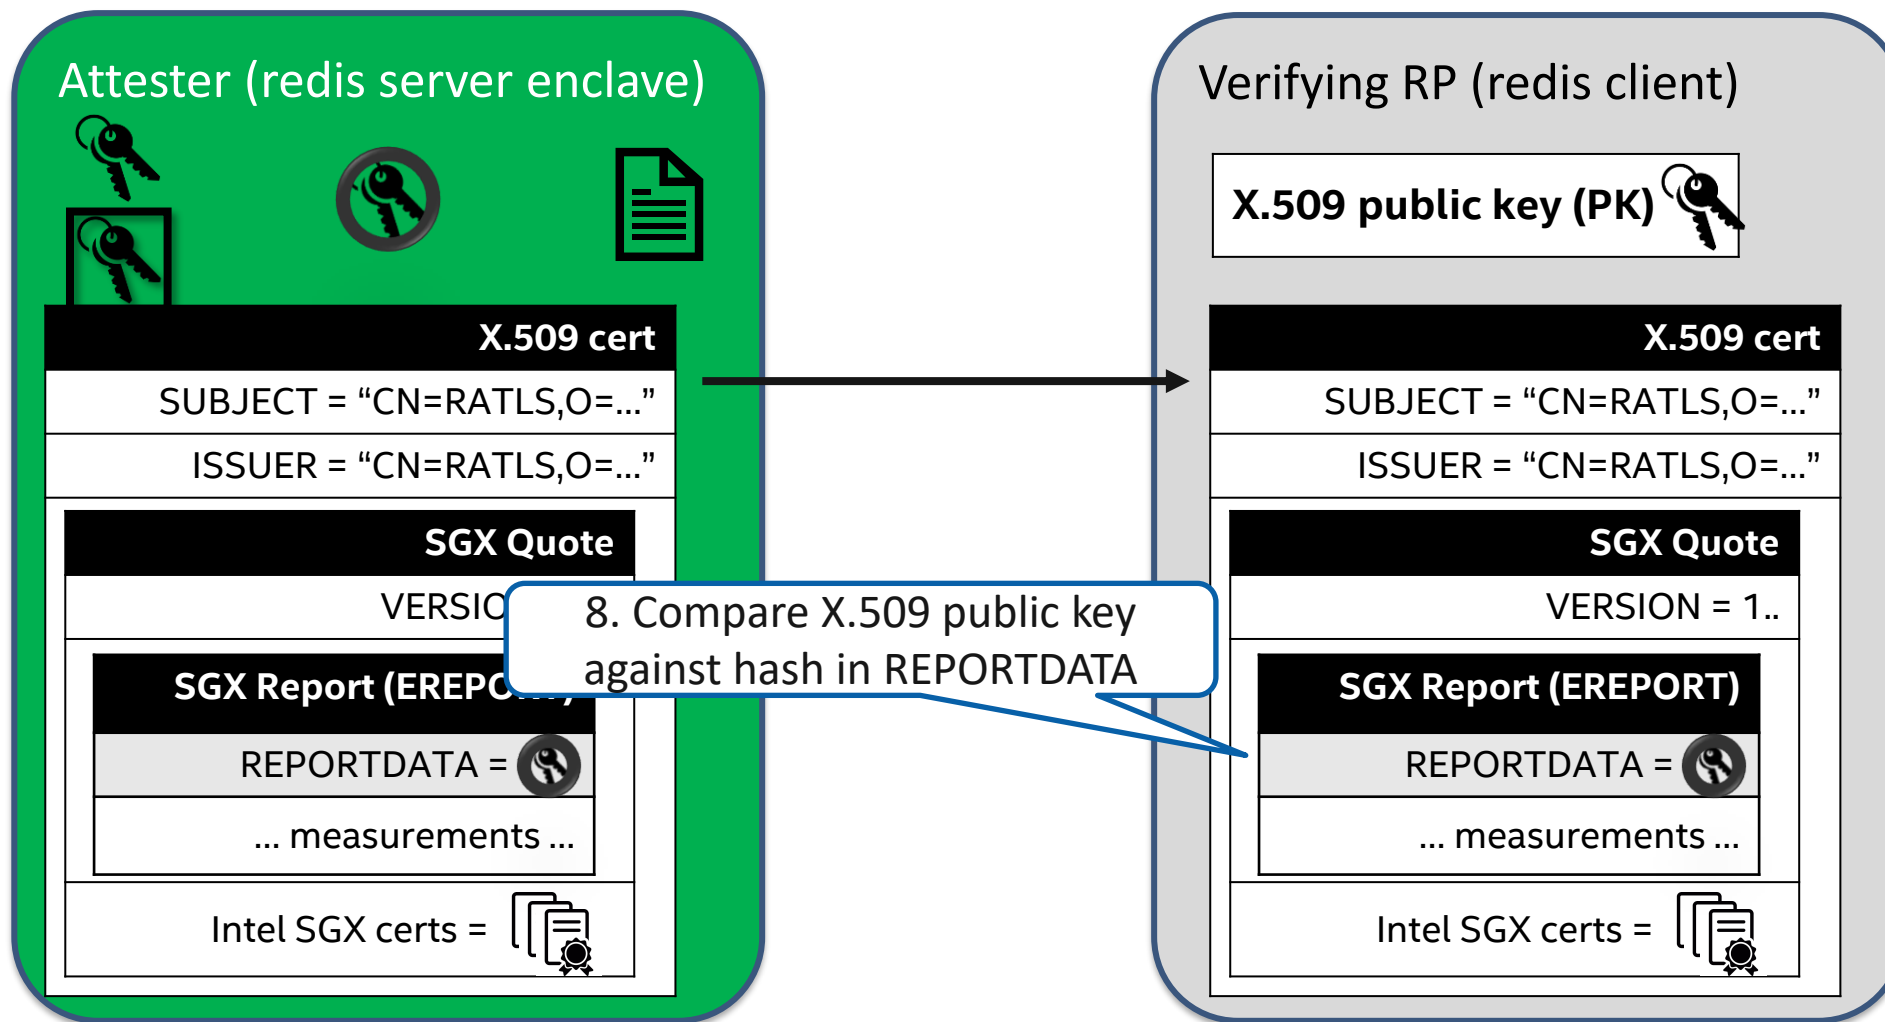 Attester (redis server enclave)
X.509 cert
SUBJECT = “CN=RATLS,O=...”
ISSUER = “CN=RATLS,O=...”
SGX Quote
VERSIO
SGX Report (EREPORT)
REPORTDATA =
... measurements ...
Intel SGX certs =
8. Compare X.509 public key
against hash in REPORTDATA
Verifying RP (redis client)
X.509 public key (PK)
X.509 cert
SUBJECT = “CN=RATLS,O=...”
ISSUER = “CN=RATLS,O=...”
SGX Quote
VERSION = 1..
SGX Report (EREPORT)
REPORTDATA =
... measurements ...
Intel SGX certs =